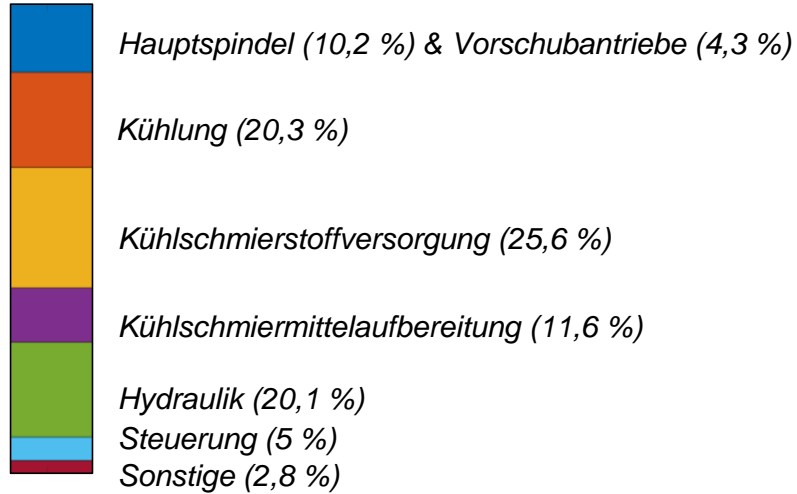 Hauptspindel (10,2 %) & Vorschubantriebe (4,3 %)
Kühlung (20,3 %)
Kühlschmierstoffversorgung (25,6 %)
Kühlschmiermittelaufbereitung (11,6 %)
Hydraulik (20,1 %)
Steuerung (5 %)
Sonstige (2,8 %)